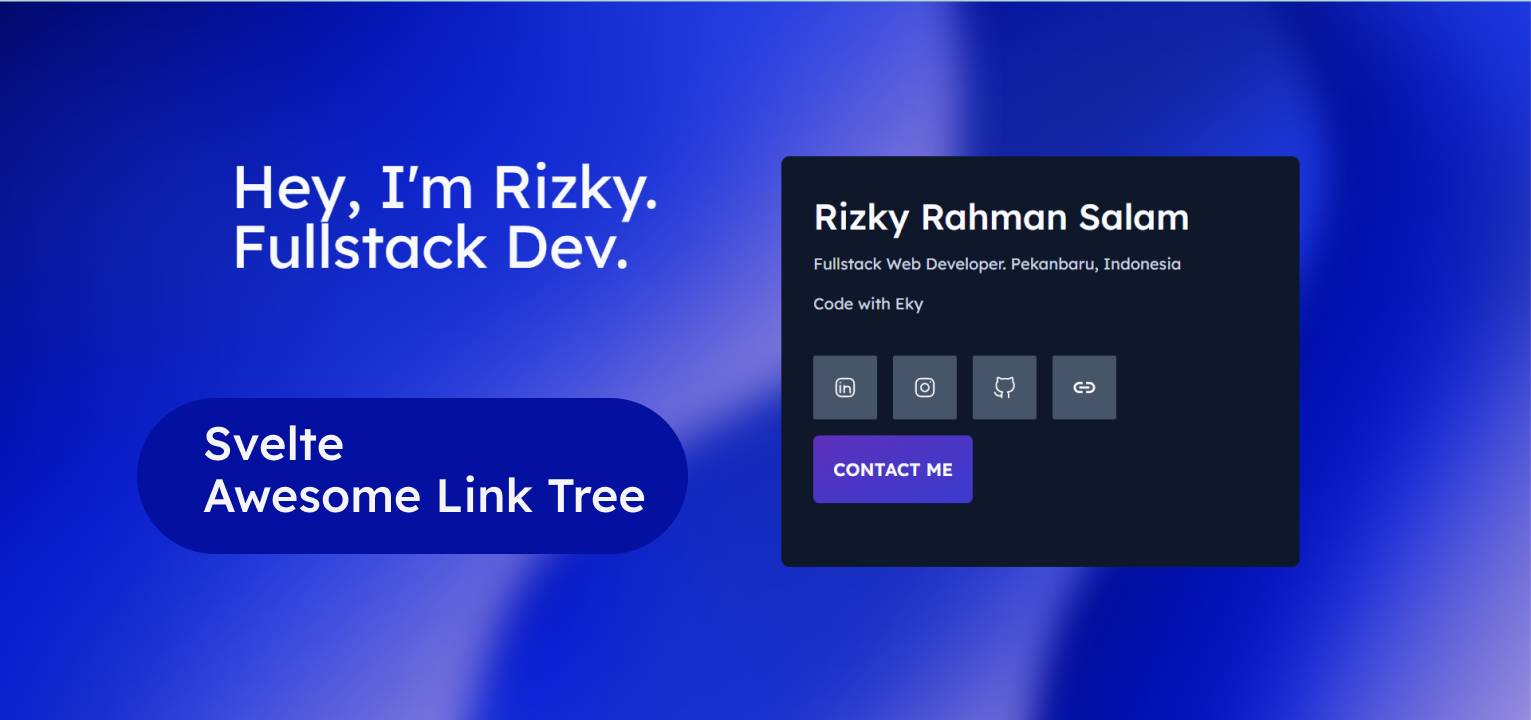 Hey, I'm Rizky.
Fullstack Dev.
Svelte
Awesome Link Tree
Rizky Rahman Salam
Fullstack Web Developer. Pekanbaru, Indonesia
Code with Eky
in
CONTACT ME